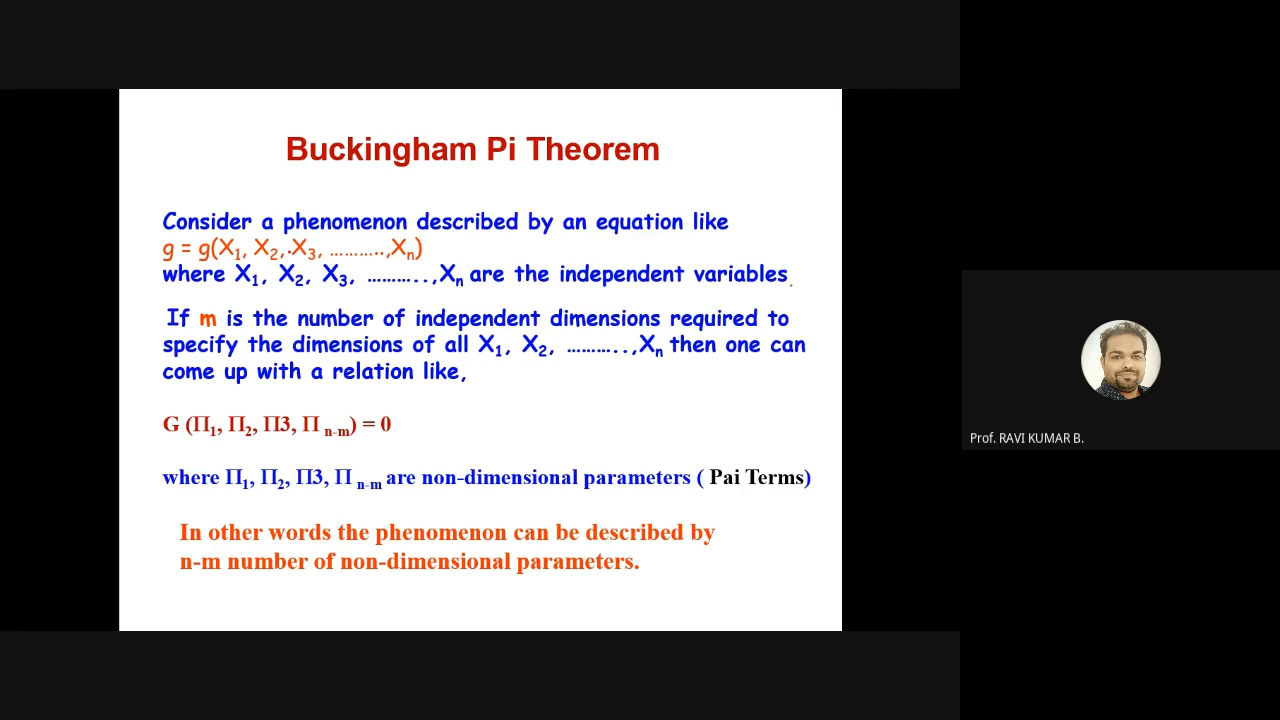 Buckingham Pi Theorem
Consider a phenomenon described by an equation like
g = g(X₁, X₂,.X₃, ………..,Xₙ)
where X₁, X₂, X₃, ………..,Xₙ are the independent variables.
If m is the number of independent dimensions required to
specify the dimensions of all X₁, X₂, ………..,Xₙ then one can
come up with a relation like,
G (Π₁, Π₂, Π3, Π ₙ₋ₘ) = 0
where Π₁, Π₂, Π3, Π ₙ₋ₘ are non-dimensional parameters ( Pai Terms)
In other words the phenomenon can be described by
n-m number of non-dimensional parameters.
Prof. RAVI KUMAR B.